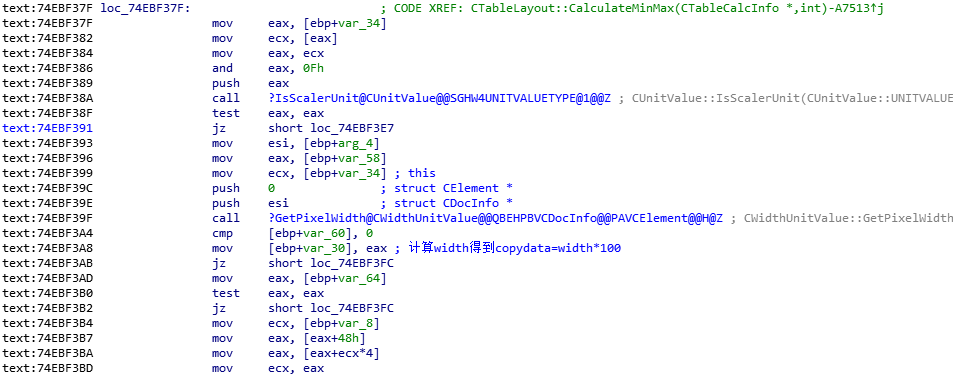 text:74EBF37F loc_74EBF37F: ; CODE XREF: CTableLayout::CalculateMinMax(CTableCalcInfo *,int)-A7513↑j
text:74EBF37F mov eax, [ebp+var_34]
text:74EBF382 mov ecx, [eax]
text:74EBF384 mov eax, ecx
text:74EBF386 and eax, 0Fh
text:74EBF389 push eax
text:74EBF38A call ?IsScalerUnit@CUnitValue@@SGHW4UNITVALUETYPE@1@@Z ; CUnitValue::IsScalerUnit(CUnitValue::UNITVALUE
text:74EBF38F test eax, eax
text:74EBF391 jz short loc_74EBF3E7
text:74EBF393 mov esi, [ebp+arg_4]
text:74EBF396 mov eax, [ebp+var_58]
text:74EBF399 mov ecx, [ebp+var_34] ; this
text:74EBF39C push 0 ; struct CElement *
text:74EBF39E push esi ; struct CDocInfo *
text:74EBF39F call ?GetPixelWidth@CWidthUnitValue@@QBEHPBVCDocInfo@@PAVCElement@@H@Z ; CWidthUnitValue::GetPixelWidth
text:74EBF3A4 cmp [ebp+var_60], 0
text:74EBF3A8 mov [ebp+var_30], eax ; 计算width得到copydata=width*100
text:74EBF3AB jz short loc_74EBF3FC
text:74EBF3AD mov eax, [ebp+var_64]
text:74EBF3B0 test eax, eax
text:74EBF3B2 jz short loc_74EBF3FC
text:74EBF3B4 mov ecx, [ebp+var_8]
text:74EBF3B7 mov eax, [eax+48h]
text:74EBF3BA mov eax, [eax+ecx*4]
text:74EBF3BD mov ecx, eax